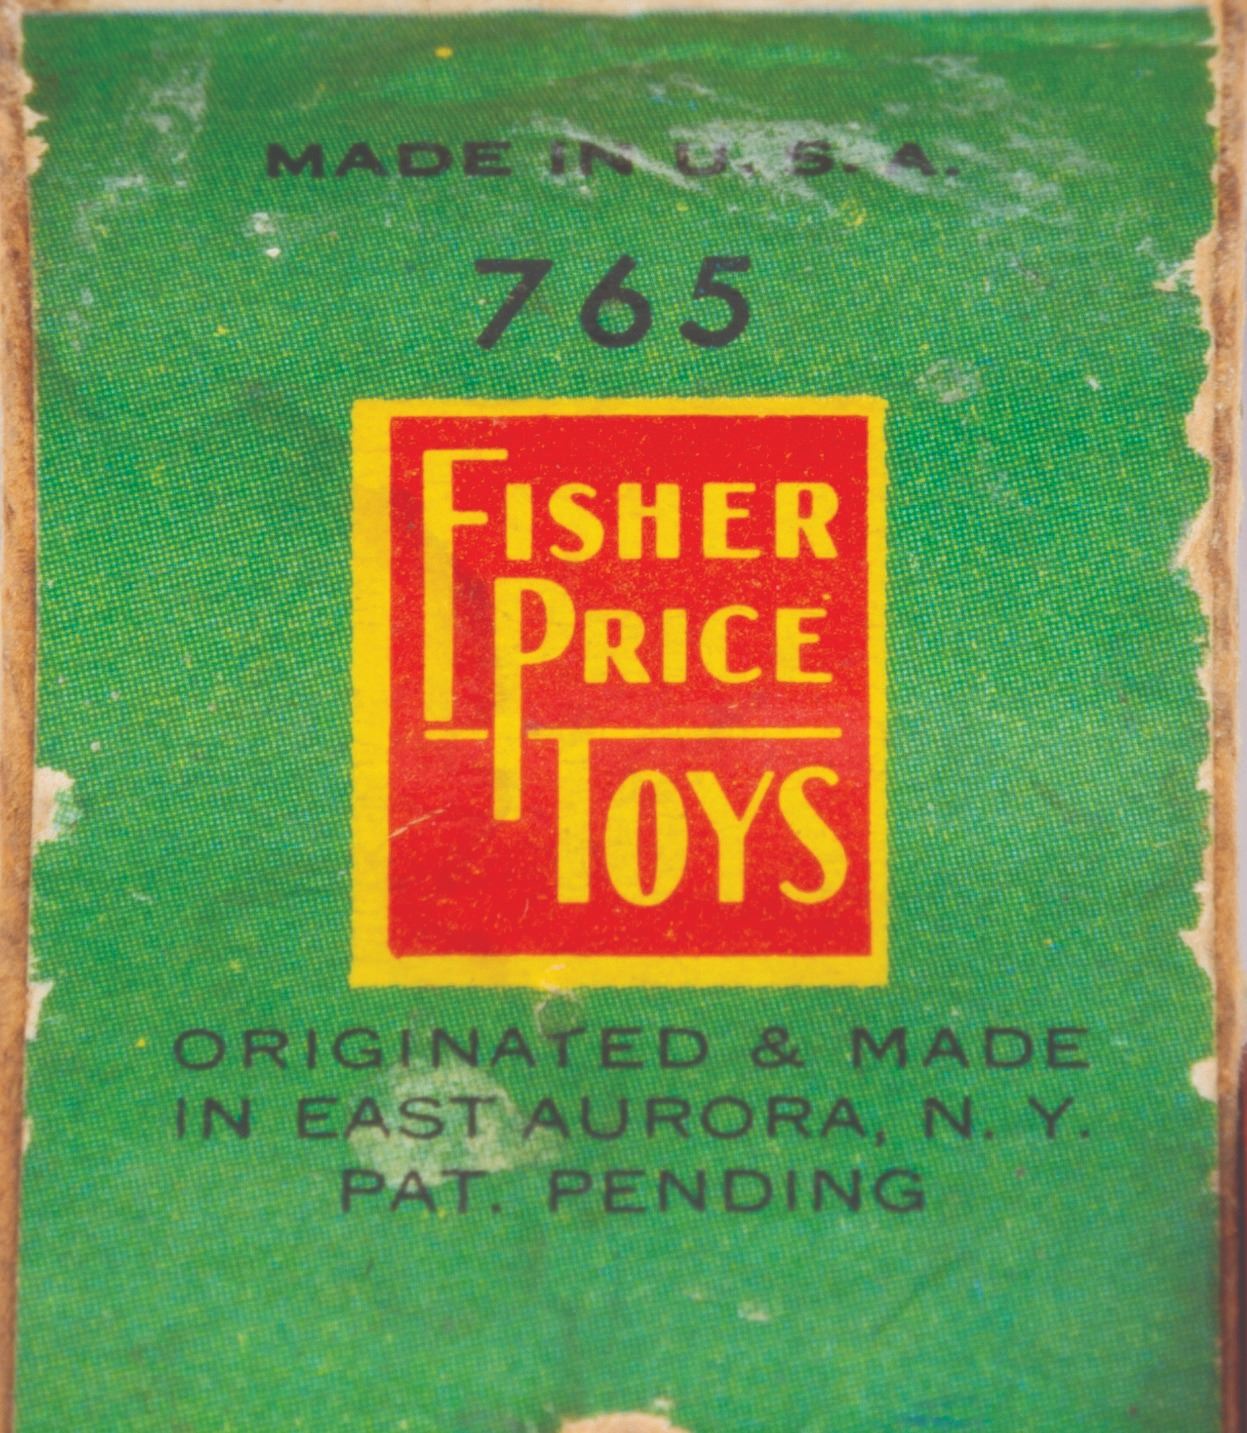 MADE IN U. S. A.
765
FISHER
PRICE
TOYS
ORIGINATED & MADE
IN EAST AURORA, N. Y.
PAT. PENDING